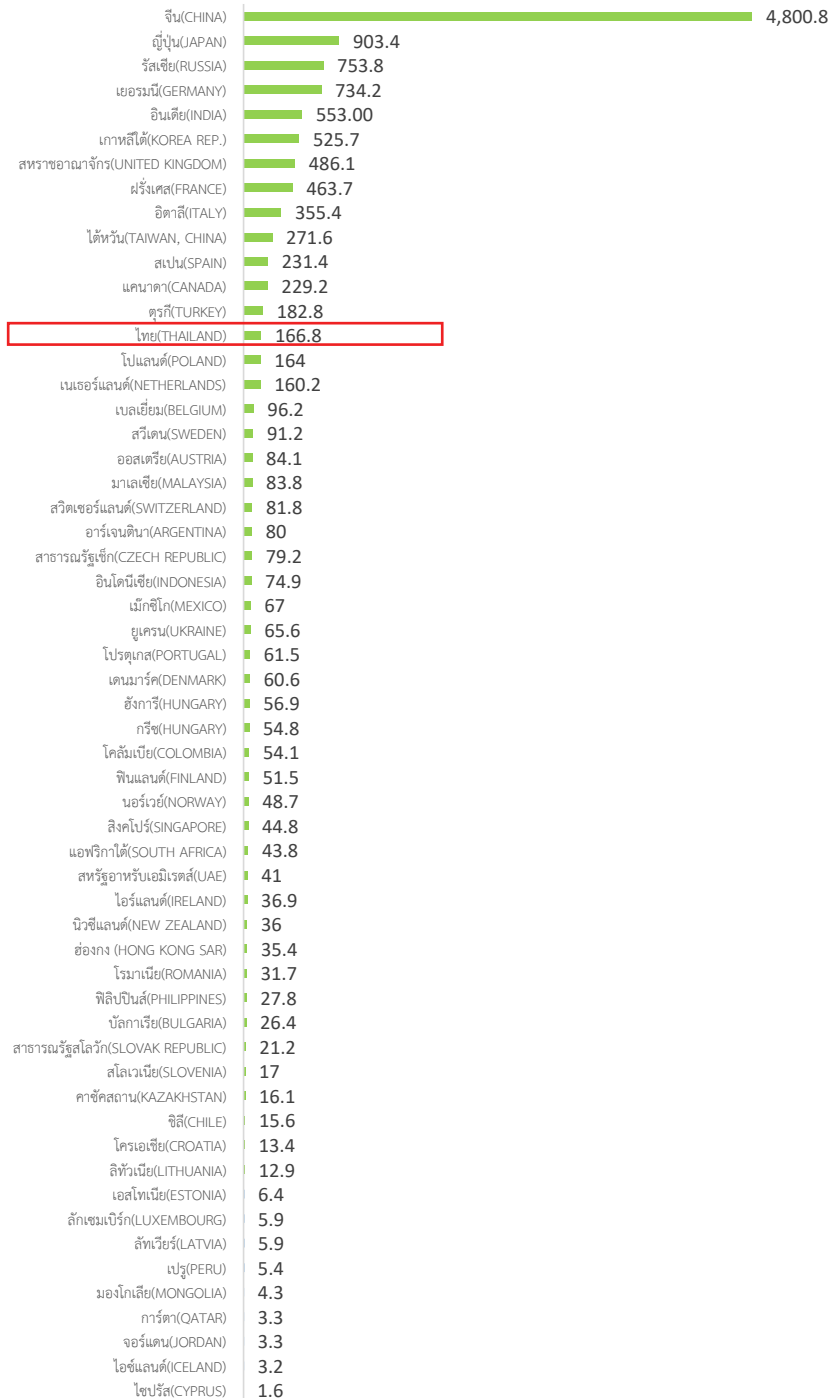 จีน(CHINA) 4,800.8
ญี่ปุ่น(JAPAN) 903.4
รัสเซีย(RUSSIA) 753.8
เยอรมนี(GERMANY) 734.2
อินเดีย(INDIA) 553.00
เกาหลีใต้(KOREA REP.) 525.7
สหราชอาณาจักร(UNITED KINGDOM) 486.1
ฝรั่งเศส(FRANCE) 463.7
อิตาลี(ITALY) 355.4
ไต้หวัน(TAIWAN, CHINA) 271.6
สเปน(SPAIN) 231.4
แคนาดา(CANADA) 229.2
ตุรกี(TURKEY) 182.8
ไทย(THAILAND) 166.8
โปแลนด์(POLAND) 164
เนเธอร์แลนด์(NETHERLANDS) 160.2
เบลเยี่ยม(BELGIUM) 96.2
สวีเดน(SWEDEN) 91.2
ออสเตรีย(AUSTRIA) 84.1
มาเลเซีย(MALAYSIA) 83.8
สวิตเซอร์แลนด์(SWITZERLAND) 81.8
อาร์เจนตินา(ARGENTINA) 80
สาธารณรัฐเช็ก(CZECH REPUBLIC) 79.2
อินโดนีเซีย(INDONESIA) 74.9
เม๊กซิโก(MEXICO) 67
ยูเครน(UKRAINE) 65.6
โปรตุเกส(PORTUGAL) 61.5
เดนมาร์ค(DENMARK) 60.6
ฮังการี(HUNGARY) 56.9
กรีซ(HUNGARY) 54.8
โคลัมเบีย(COLOMBIA) 54.1
ฟินแลนด์(FINLAND) 51.5
นอร์เวย์(NORWAY) 48.7
สิงคโปร์(SINGAPORE) 44.8
แอฟริกาใต้(SOUTH AFRICA) 43.8
สหรัฐอาหรับเอมิเรตส์(UAE) 41
ไอร์แลนด์(IRELAND) 36.9
นิวซีแลนด์(NEW ZEALAND) 36
ฮ่องกง (HONG KONG SAR) 35.4
โรมาเนีย(ROMANIA) 31.7
ฟิลิปปินส์(PHILIPPINES) 27.8
บัลกาเรีย(BULGARIA) 26.4
สาธารณรัฐสโลวัก(SLOVAK REPUBLIC) 21.2
สโลเวเนีย(SLOVENIA) 17
คาซัคสถาน(KAZAKHSTAN) 16.1
ชิลี(CHILE) 15.6
โครเอเชีย(CROATIA) 13.4
ลิทัวเนีย(LITHUANIA) 12.9
เอสโทเนีย(ESTONIA) 6.4
ลักเซมเบิร์ก(LUXEMBOURG) 5.9
ลัทเวียร์(LATVIA) 5.9
เปรู(PERU) 5.4
มองโกเลีย(MONGOLIA) 4.3
การ์ตา(QATAR) 3.3
จอร์แดน(JORDAN) 3.3
ไอซ์แลนด์(ICELAND) 3.2
ไซปรัส(CYPRUS) 1.6